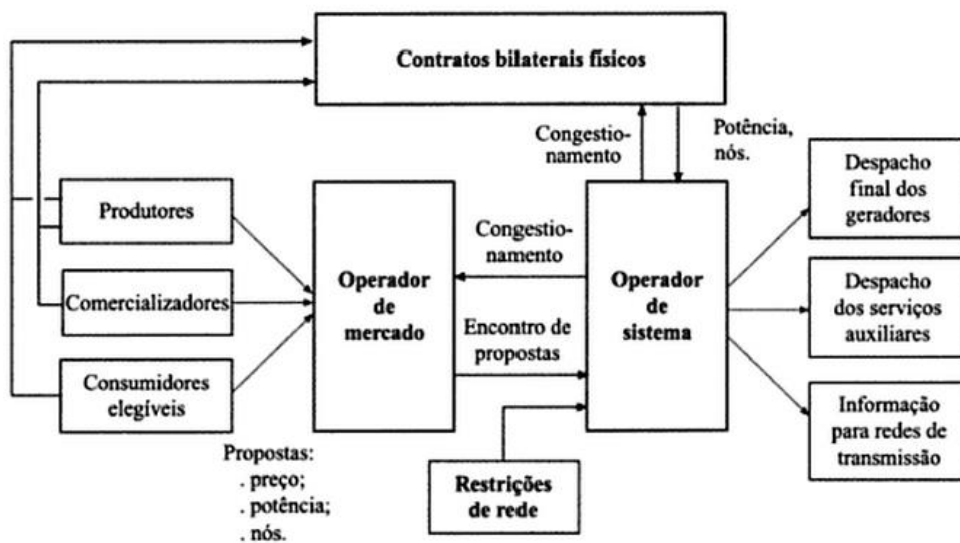 Contratos bilaterais físicos
Congestio-
namento
Potência,
nós.
Despacho
final dos
geradores
Produtores
Operador
de
mercado
Congestio-
namento
Operador
de
sistema
Comercializadores
Despacho
dos serviços
auxiliares
Encontro de
propostas
Consumidores
elegíveis
Informação
para redes de
transmissão
Propostas:
. preço;
. potência;
. nós.
Restrições
de rede